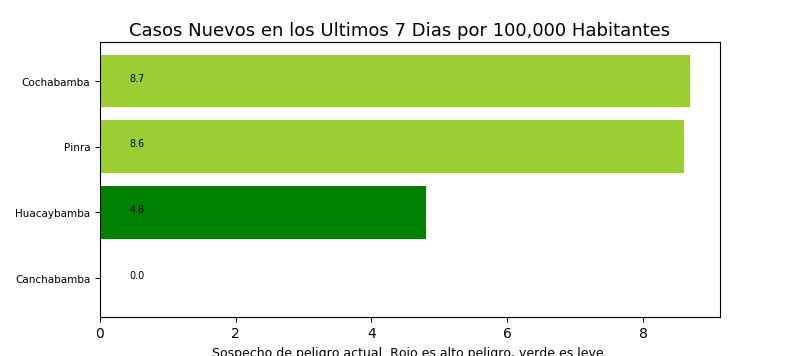 Casos Nuevos en los Ultimos 7 Dias por 100,000 Habitantes
Cochabamba
8.7
Pinra
8.6
Huacaybamba
4.8
Canchabamba
0.0
0 2 4 6 8
Sospecho de peligro actual. Rojo es alto peligro, verde es leve